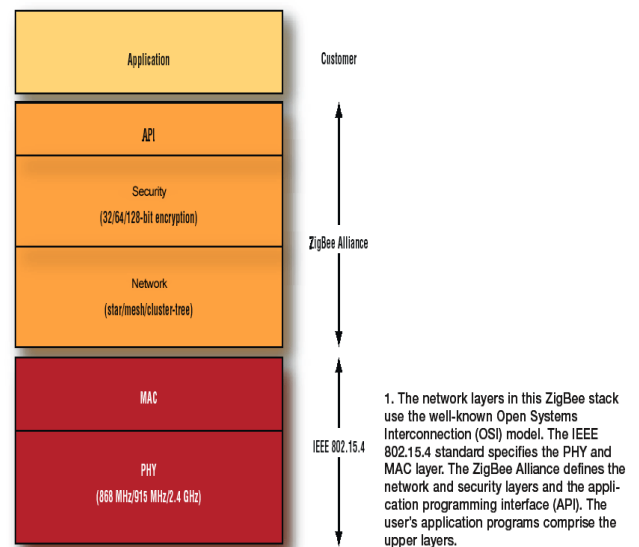 Application
Customer
API
Security
(32/64/128-bit encryption)
ZigBee Alliance
Network
(star/mesh/cluster-tree)
MAC
IEEE 802.15.4
PHY
(868 MHz/915 MHz/2.4 GHz)
1. The network layers in this ZigBee stack
use the well-known Open Systems
Interconnection (OSI) model. The IEEE
802.15.4 standard specifies the PHY and
MAC layer. The ZigBee Alliance defines the
network and security layers and the appli-
cation programming interface (API). The
user's application programs comprise the
upper layers.